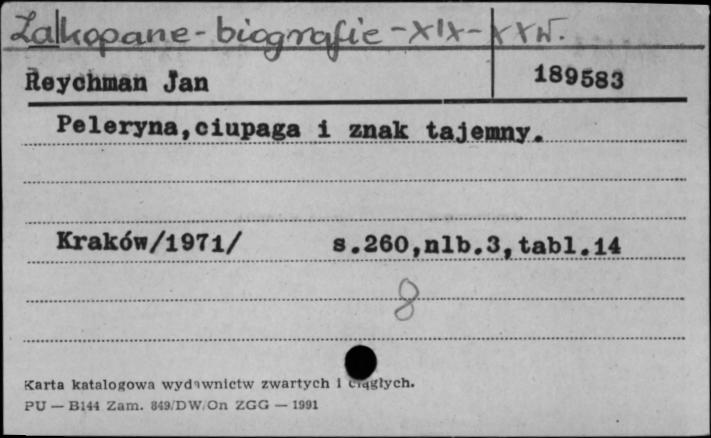 Zakopane - biografie - XIX - XX w.
Reychman Jan 189583
Peleryna,ciupaga i znak tajemny.
Kraków/1971/ s.260,nlb.3,tabl.14
8
Karta katalogowa wydawnictw zwartych i ciągłych.
PU — B144 Zam. 849/DW/On ZGG — 1991